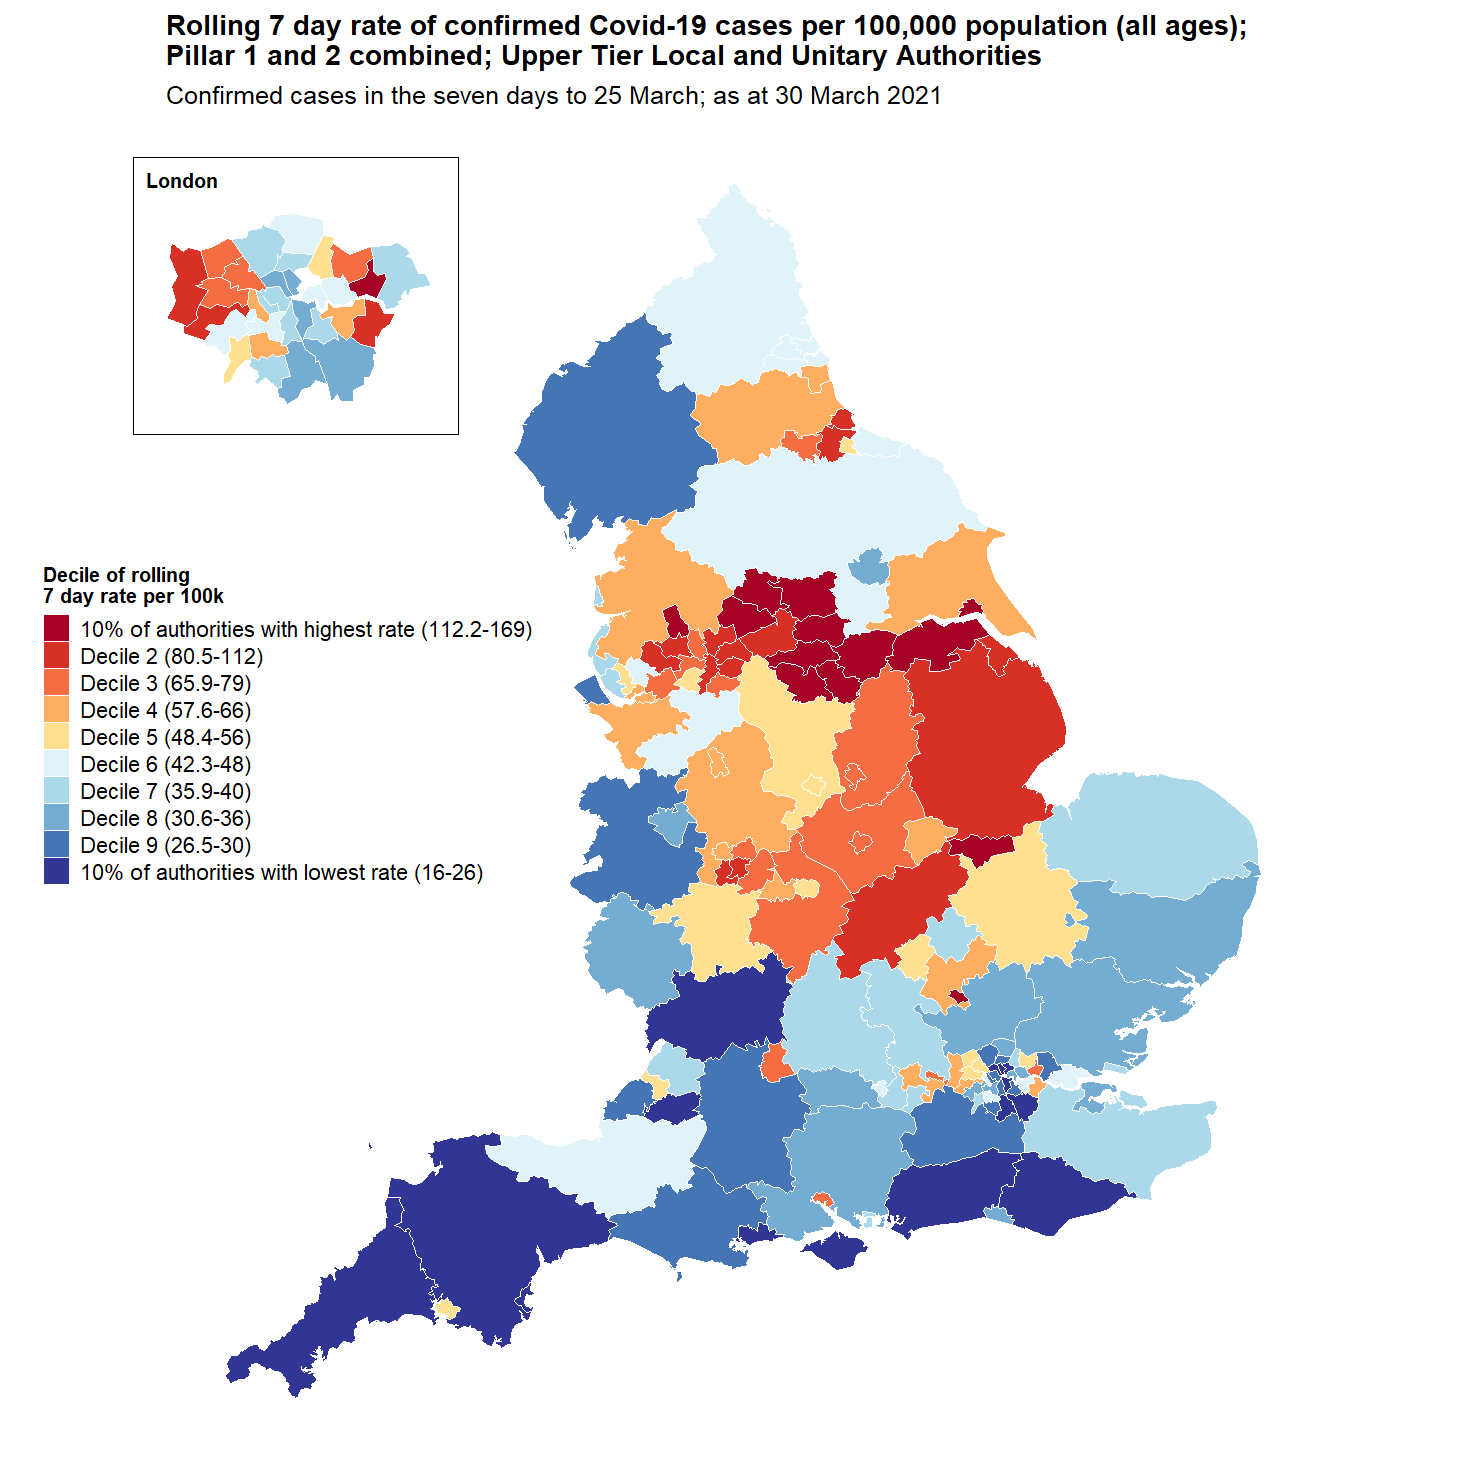 Rolling 7 day rate of confirmed Covid-19 cases per 100,000 population (all ages);
Pillar 1 and 2 combined; Upper Tier Local and Unitary Authorities
Confirmed cases in the seven days to 25 March; as at 30 March 2021
London
Decile of rolling
7 day rate per 100k
10% of authorities with highest rate (112.2-169)
Decile 2 (80.5-112)
Decile 3 (65.9-79)
Decile 4 (57.6-66)
Decile 5 (48.4-56)
Decile 6 (42.3-48)
Decile 7 (35.9-40)
Decile 8 (30.6-36)
Decile 9 (26.5-30)
10% of authorities with lowest rate (16-26)